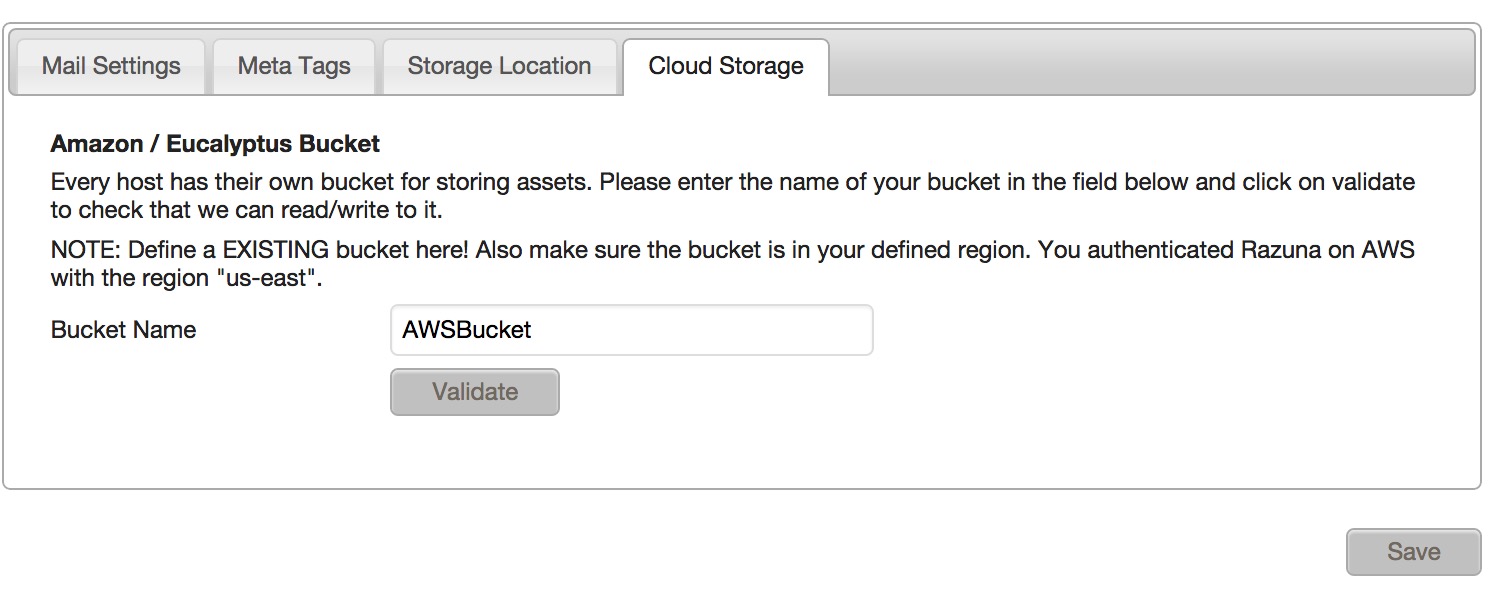 Mail Settings Meta Tags Storage Location Cloud Storage
Amazon / Eucalyptus Bucket
Every host has their own bucket for storing assets. Please enter the name of your bucket in the field below and click on validate
to check that we can read/write to it.
NOTE: Define a EXISTING bucket here! Also make sure the bucket is in your defined region. You authenticated Razuna on AWS
with the region "us-east".
Bucket Name AWSBucket
Validate
Save